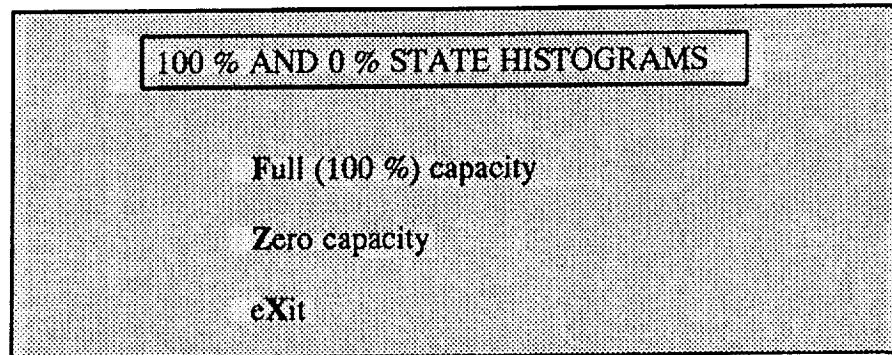 100 % AND 0 % STATE HISTOGRAMS
Full (100 %) capacity
Zero capacity
eXit